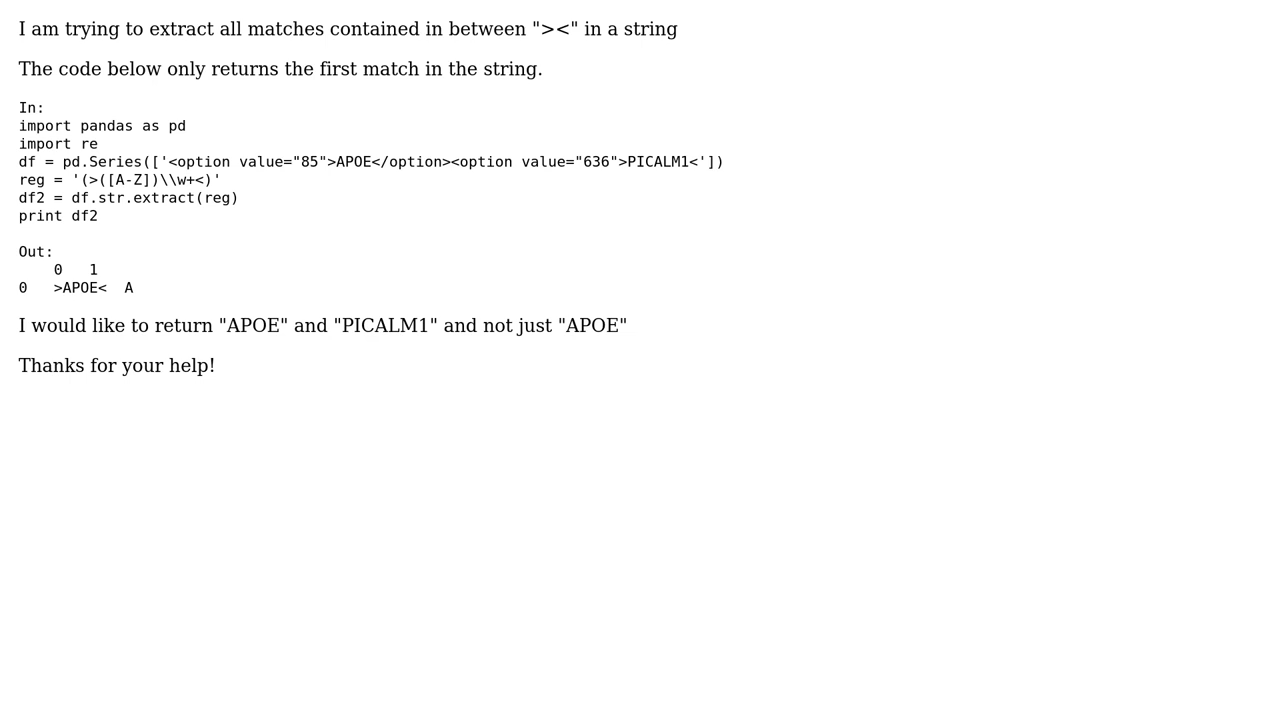 I am trying to extract all matches contained in between "><" in a string
The code below only returns the first match in the string.
In:
import pandas as pd
import re
df = pd.Series(['<option value="85">APOE</option><option value="636">PICALM1<'])
reg = '(>([A-Z])\\w+<)'
df2 = df.str.extract(reg)
print df2
Out:
    0   1
0   >APOE<  A
I would like to return "APOE" and "PICALM1" and not just "APOE"
Thanks for your help!